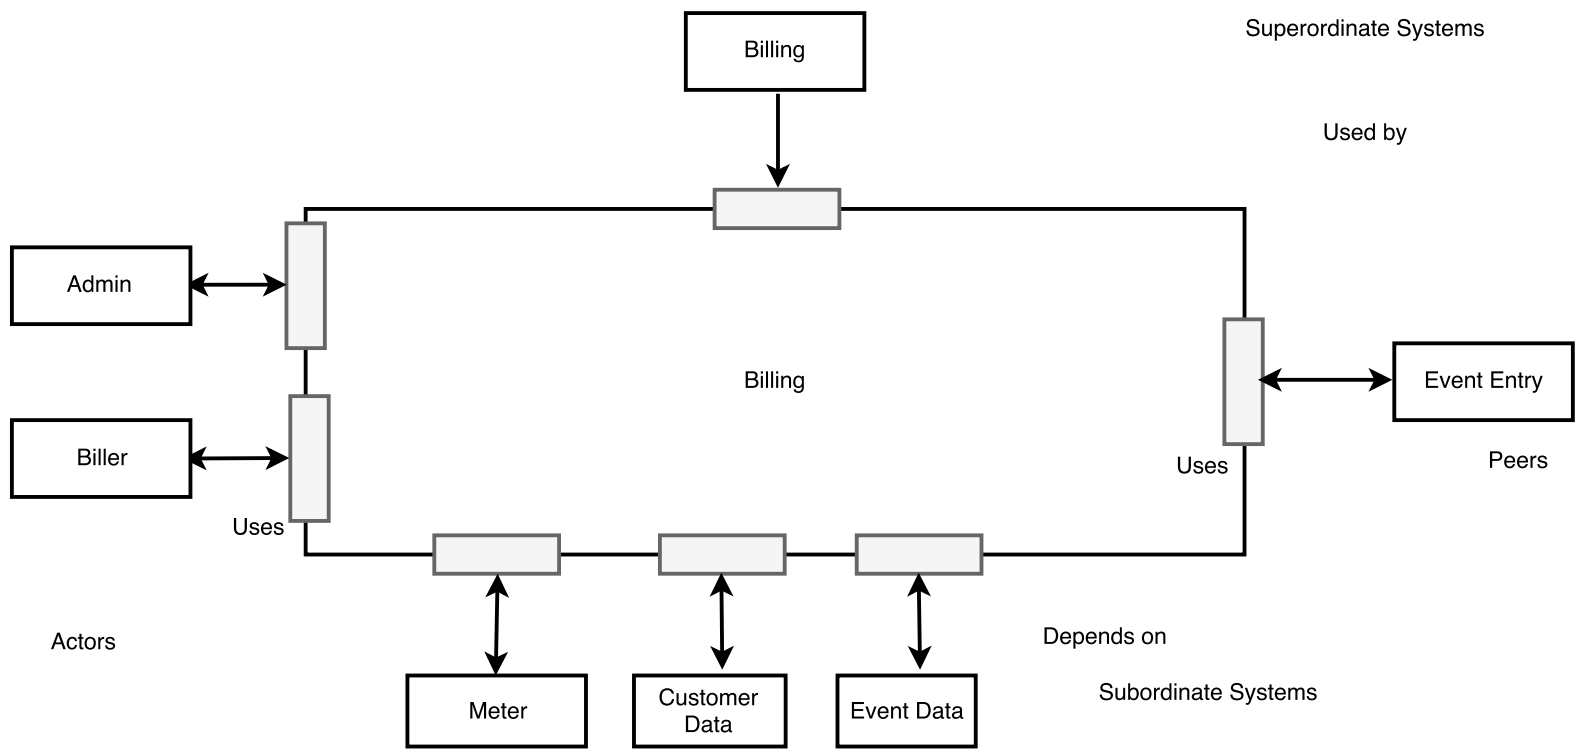 Billing
Superordinate Systems
Used by
Admin
Billing
Event Entry
Biller
Uses
Peers
Uses
Actors
Depends on
Subordinate Systems
Meter
Customer
Data
Event Data